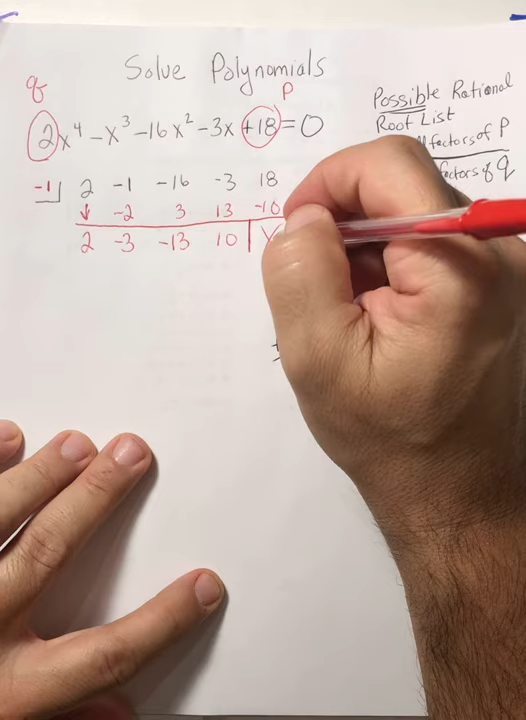 Solve Polynomials
q
P
2x⁴ -x³ -16x² -3x +18 = 0
Possible Rational
Root List
factors of P
factors of q
-1 2 -1 -16 -3 18
↓ -2 3 13 -10
2 -3 -13 10